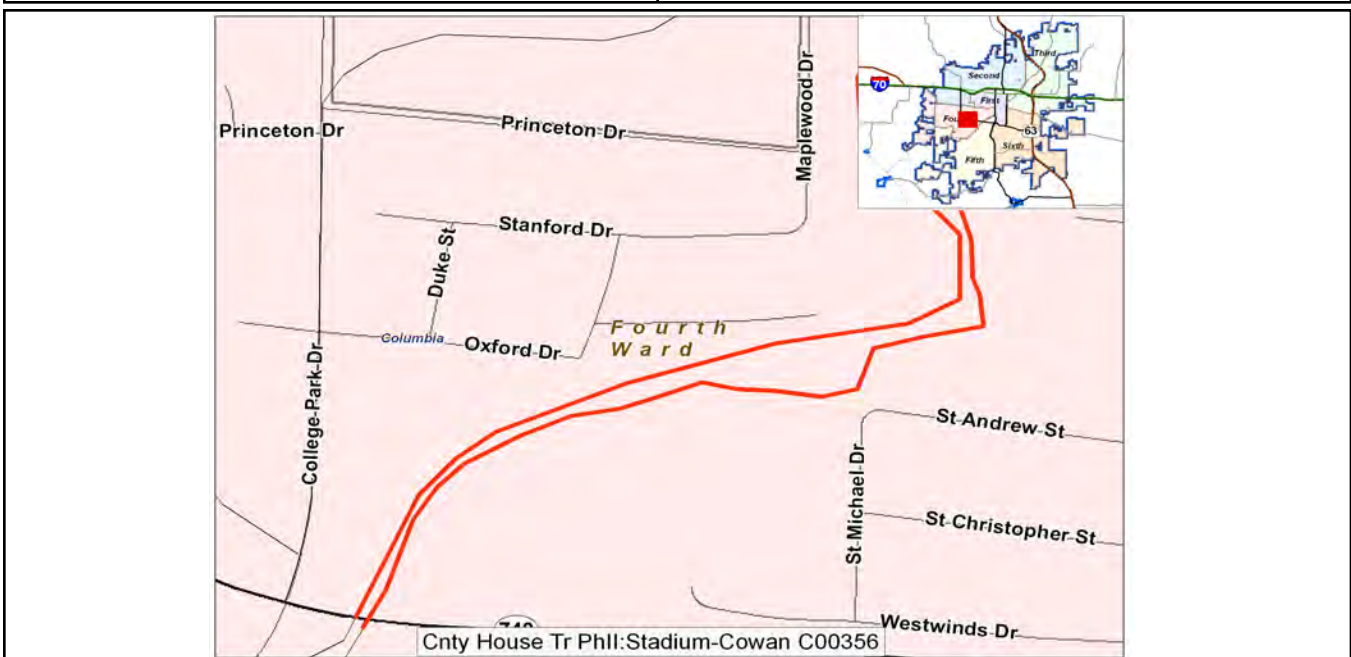 Third
Second
70
First
63
Sixth
Fifth
Maplewood Dr
Princeton Dr
Princeton Dr
Stanford Dr
Duke St
Columbia
Oxford Dr
Fourth
Ward
College Park Dr
St Andrew St
St Michael Dr
St Christopher St
Westwinds Dr
Cnty House Tr PhII:Stadium-Cowan C00356